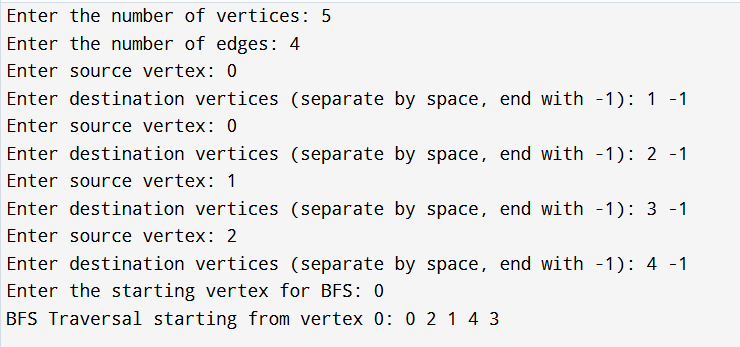 Enter the number of vertices: 5
Enter the number of edges: 4
Enter source vertex: 0
Enter destination vertices (separate by space, end with -1): 1 -1
Enter source vertex: 0
Enter destination vertices (separate by space, end with -1): 2 -1
Enter source vertex: 1
Enter destination vertices (separate by space, end with -1): 3 -1
Enter source vertex: 2
Enter destination vertices (separate by space, end with -1): 4 -1
Enter the starting vertex for BFS: 0
BFS Traversal starting from vertex 0: 0 2 1 4 3